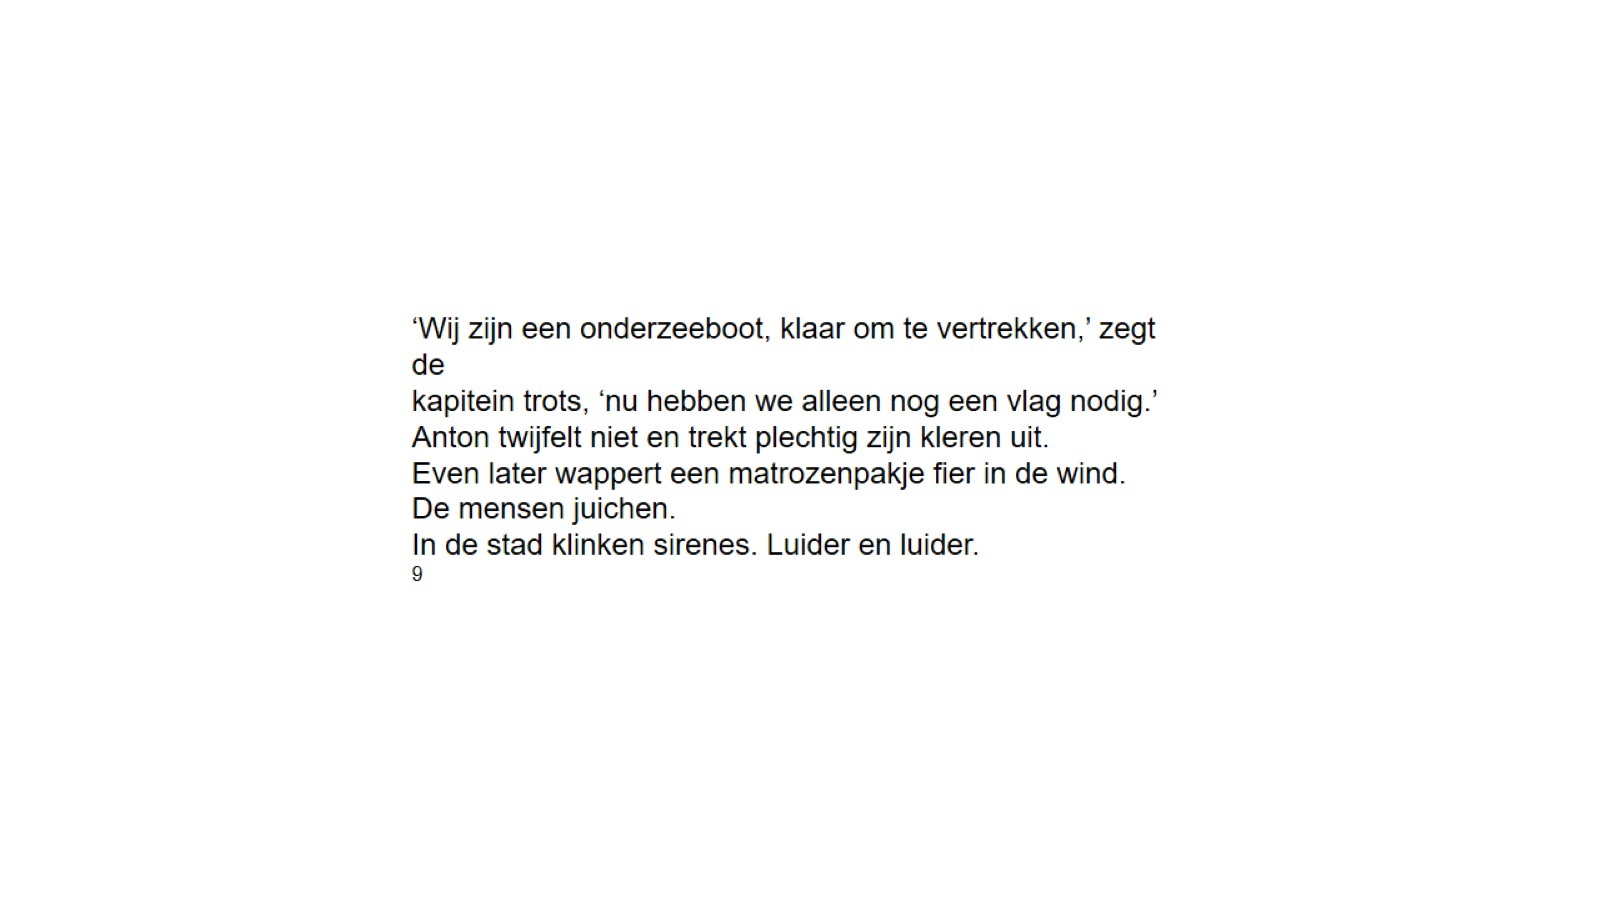 ‘Wij zijn een onderzeeboot, klaar om te vertrekken,’ zegt
de
kapitein trots, ‘nu hebben we alleen nog een vlag nodig.’
Anton twijfelt niet en trekt plechtig zijn kleren uit.
Even later wappert een matrozenpakje fier in de wind.
De mensen juichen.
In de stad klinken sirenes. Luider en luider.
9